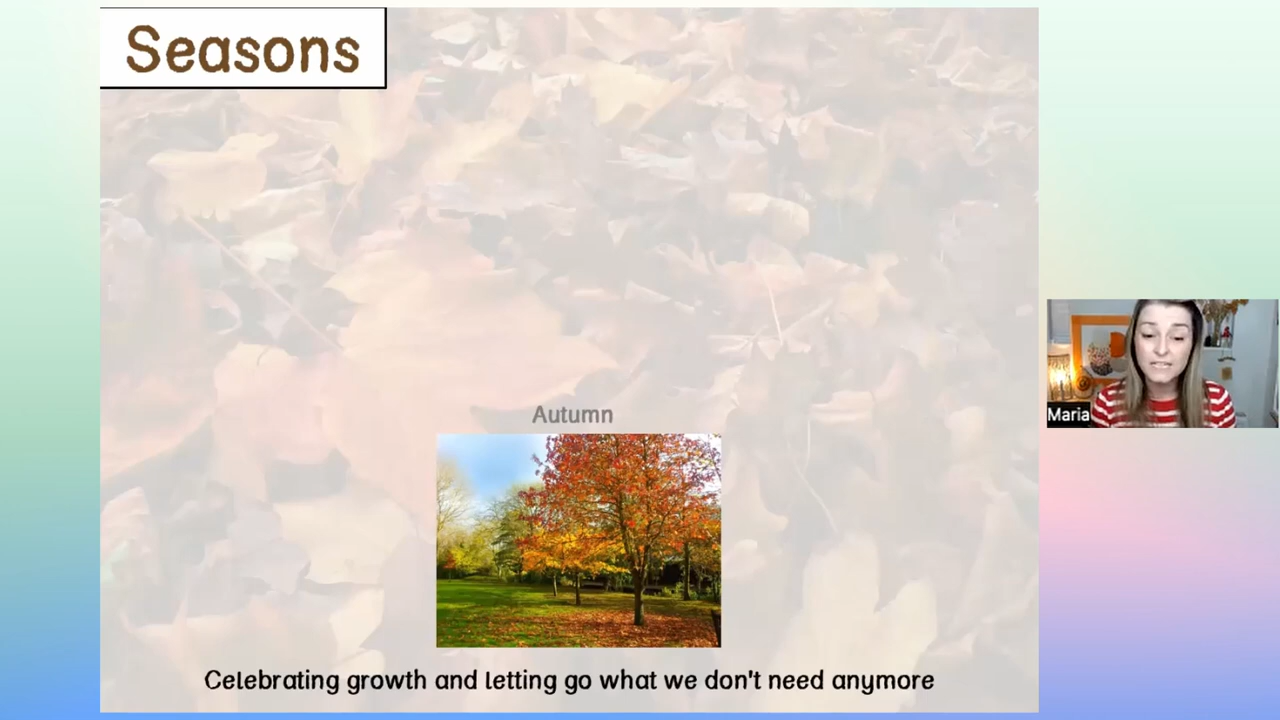 Seasons
Autumn
Maria
Celebrating growth and letting go what we don't need anymore